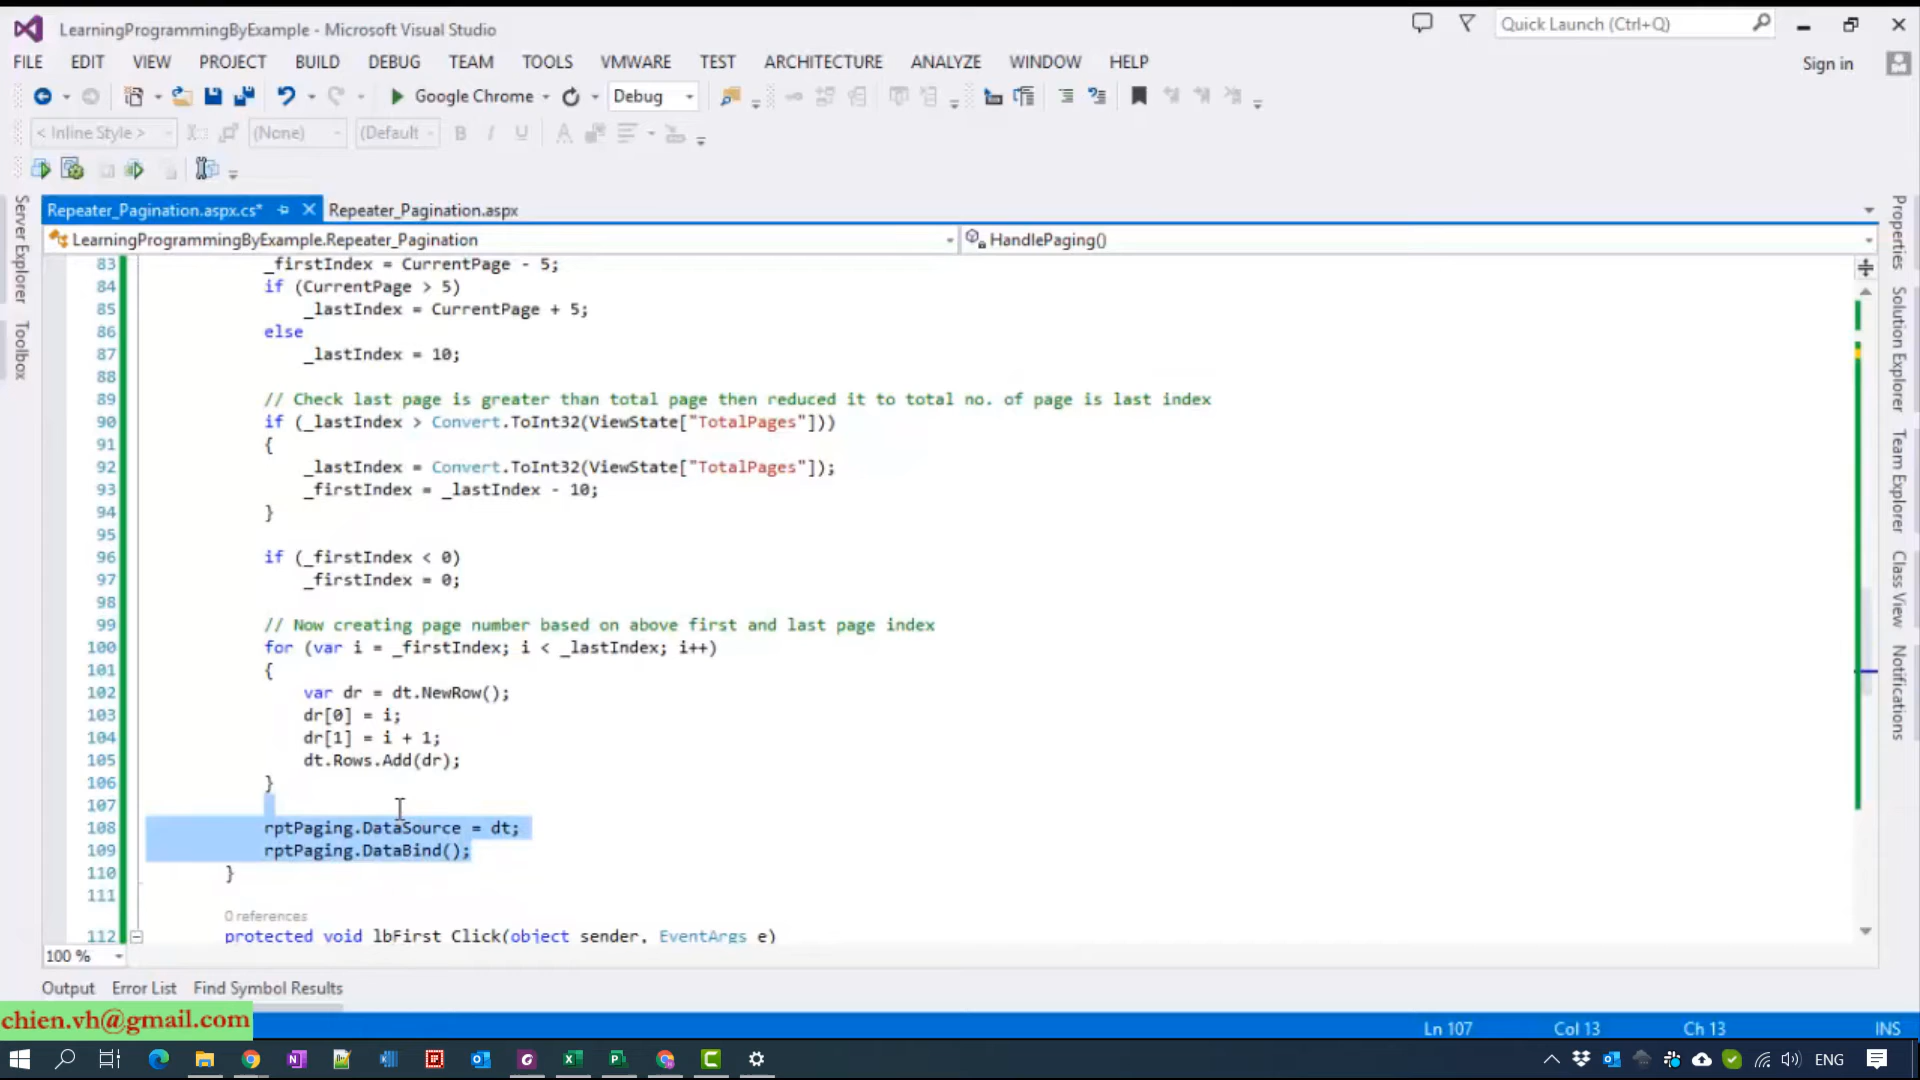 LearningProgrammingByExample - Microsoft Visual Studio
Quick Launch (Ctrl+Q)
FILE EDIT VIEW PROJECT BUILD DEBUG TEAM TOOLS VMWARE TEST ARCHITECTURE ANALYZE WINDOW HELP
Sign in
Google Chrome Debug
< Inline Style > (None) (Default B I U A
Repeater_Pagination.aspx.cs* Repeater_Pagination.aspx
LearningProgrammingByExample.Repeater_Pagination HandlePaging()
83 _firstIndex = CurrentPage - 5;
84 if (CurrentPage > 5)
85 _lastIndex = CurrentPage + 5;
86 else
87 _lastIndex = 10;
88
89 // Check last page is greater than total page then reduced it to total no. of page is last index
90 if (_lastIndex > Convert.ToInt32(ViewState["TotalPages"]))
91 {
92 _lastIndex = Convert.ToInt32(ViewState["TotalPages"]);
93 _firstIndex = _lastIndex - 10;
94 }
95
96 if (_firstIndex < 0)
97 _firstIndex = 0;
98
99 // Now creating page number based on above first and last page index
100 for (var i = _firstIndex; i < _lastIndex; i++)
101 {
102 var dr = dt.NewRow();
103 dr[0] = i;
104 dr[1] = i + 1;
105 dt.Rows.Add(dr);
106 }
107
108 rptPaging.DataSource = dt;
109 rptPaging.DataBind();
110 }
111
0 references
112 protected void lbFirst_Click(object sender, EventArgs e)
100 %
Output Error List Find Symbol Results
chien.vh@gmail.com
Ln 107 Col 13 Ch 13 INS
ENG
Server Explorer
Toolbox
Properties
Solution Explorer
Team Explorer
Class View
Notifications